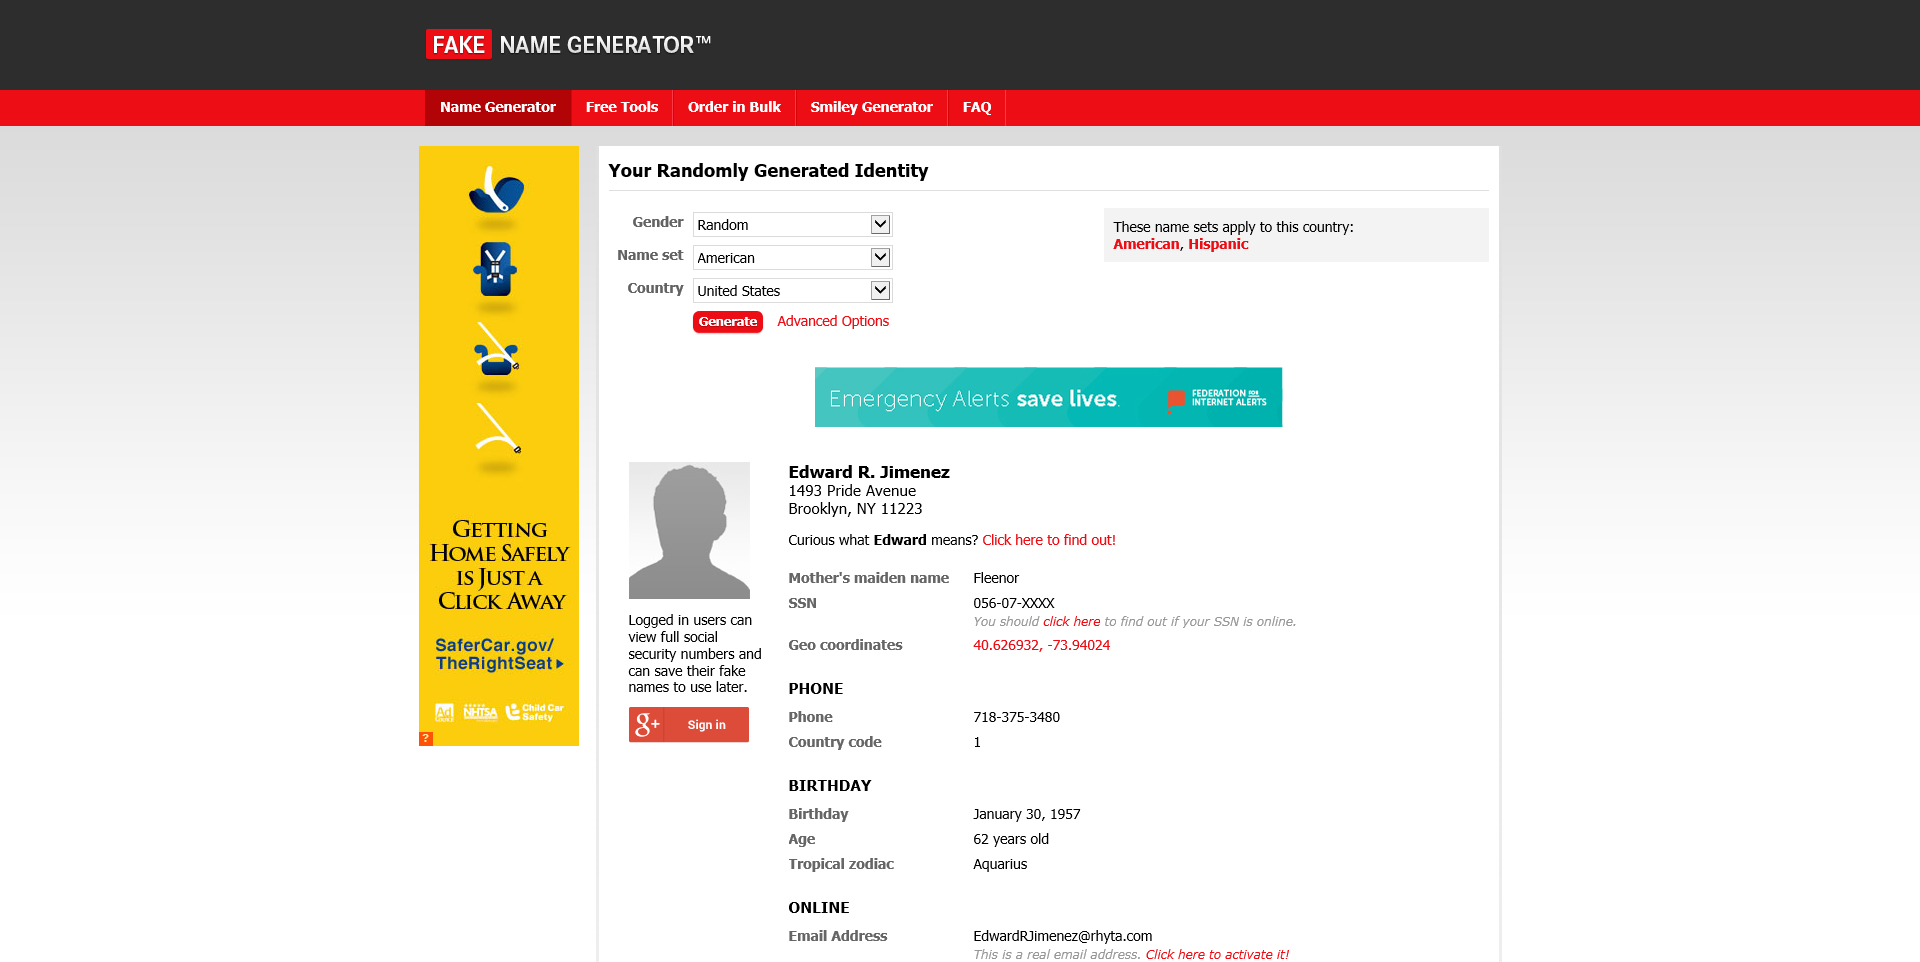 FAKE NAME GENERATOR™
Name Generator
Free Tools
Order in Bulk
Smiley Generator
FAQ
GETTING
HOME SAFELY
IS JUST A
CLICK AWAY
SaferCar.gov/
TheRightSeat
Ad
NHTSA
Child Car
Safety
?
Your Randomly Generated Identity
Gender
Random
Name set
American
Country
United States
Generate
Advanced Options
These name sets apply to this country:
American, Hispanic
Emergency Alerts save lives.
FEDERATION FOR
INTERNET ALERTS
Logged in users can
view full social
security numbers and
can save their fake
names to use later.
g+ Sign in
Edward R. Jimenez
1493 Pride Avenue
Brooklyn, NY 11223
Curious what Edward means? Click here to find out!
Mother's maiden name Fleenor
SSN 056-07-XXXX
You should click here to find out if your SSN is online.
Geo coordinates 40.626932, -73.94024
PHONE
Phone 718-375-3480
Country code 1
BIRTHDAY
Birthday January 30, 1957
Age 62 years old
Tropical zodiac Aquarius
ONLINE
Email Address EdwardRJimenez@rhyta.com
This is a real email address. Click here to activate it!